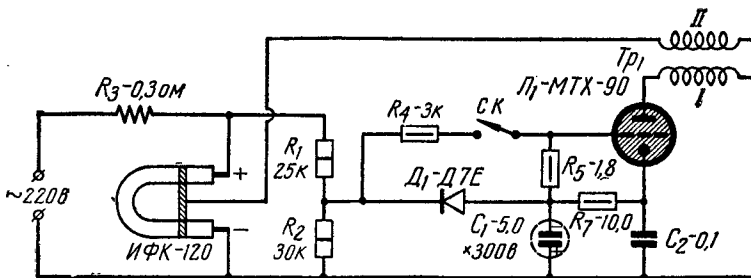 II
Тр₁
I
Л₁-МТХ-90
R₃-0,3ом
R₄-3к
СК
R₁
25к
+
~220в
Д₁-Д7Е
R₅-1,8
R₂
30к
C₁-5,0
×300в
R₇-10,0
C₂-0,1
-
ИФК-120